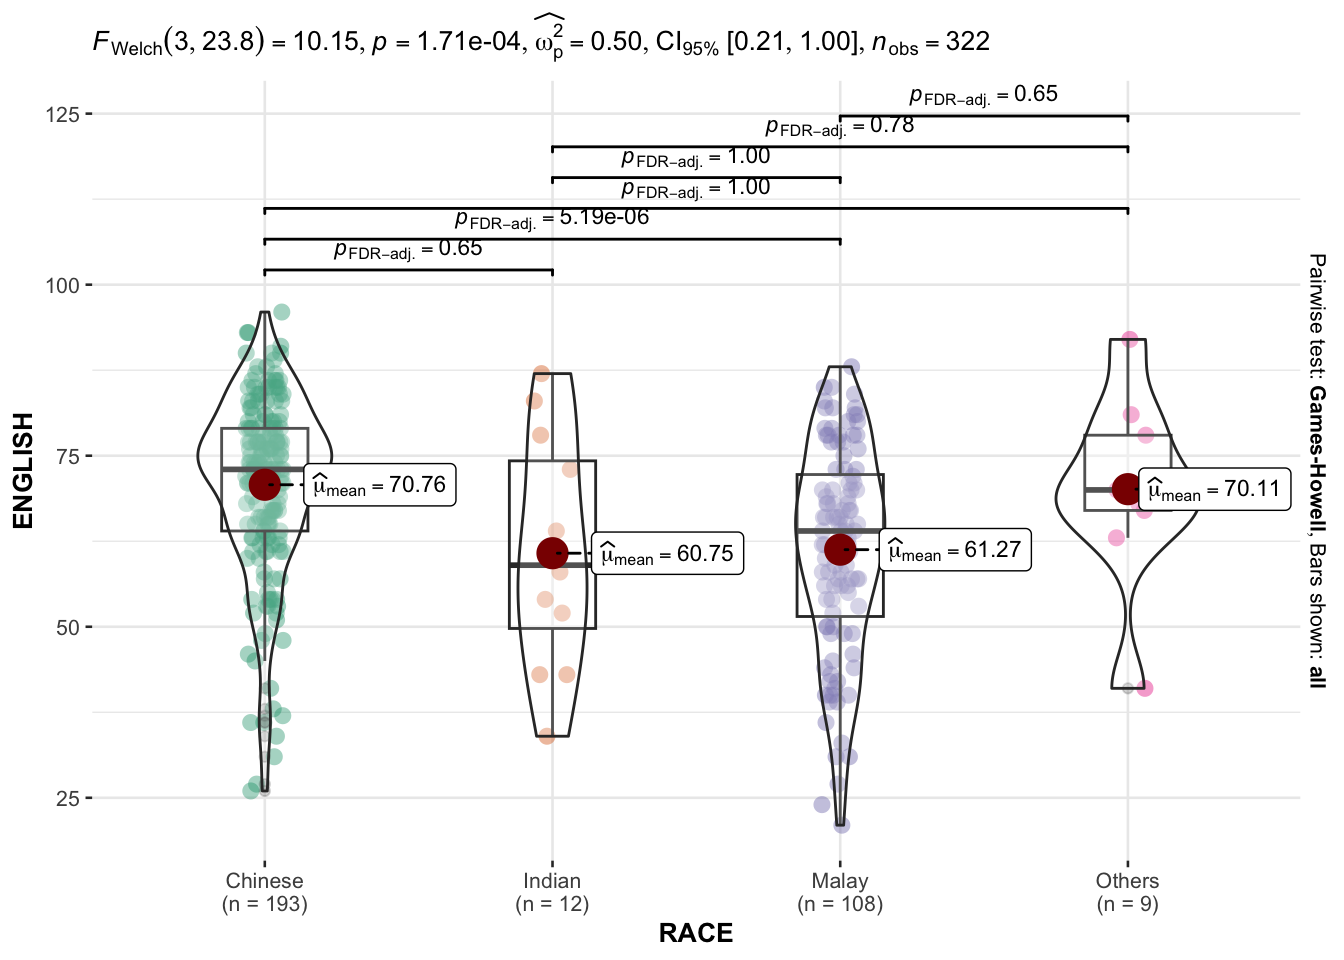 F_Welch(3, 23.8) = 10.15, p = 1.71e-04, ω̂²_p = 0.50, CI_95% [0.21, 1.00], n_obs = 322
p_FDR−adj. = 0.65
p_FDR−adj. = 0.78
p_FDR−adj. = 1.00
p_FDR−adj. = 1.00
p_FDR−adj. = 5.19e-06
p_FDR−adj. = 0.65
125
100
75
50
25
ENGLISH
μ̂_mean = 70.76
μ̂_mean = 60.75
μ̂_mean = 61.27
μ̂_mean = 70.11
Pairwise test: Games-Howell, Bars shown: all
Chinese
(n = 193)
Indian
(n = 12)
Malay
(n = 108)
Others
(n = 9)
RACE